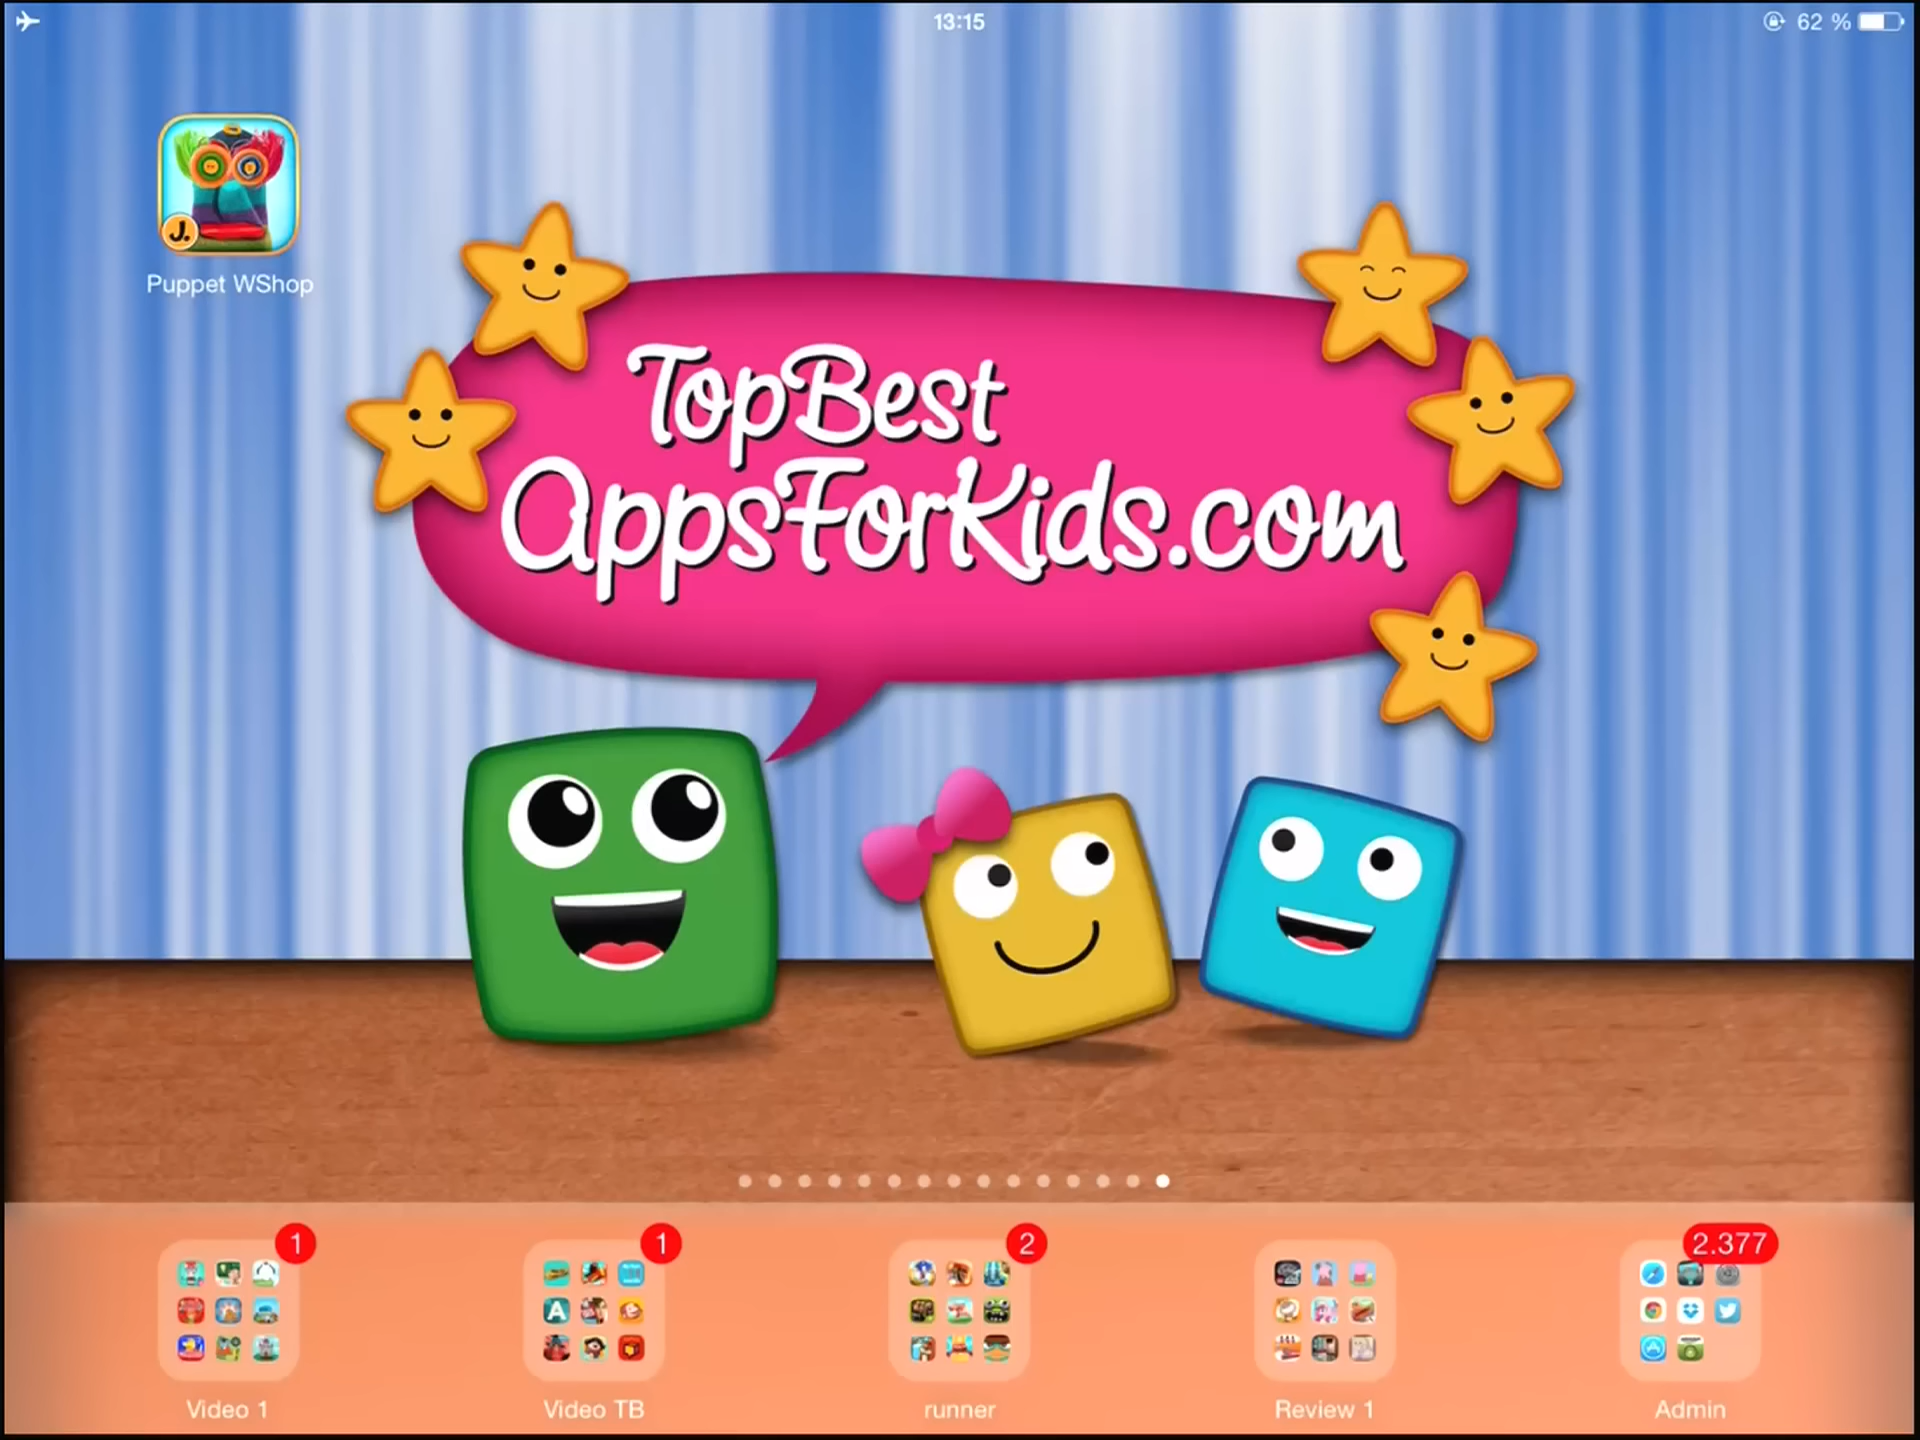 13:15
62 %
J.
Puppet WShop
TopBest
AppsForKids.com
1
1
2
2.377
A
Video 1
Video TB
runner
Review 1
Admin